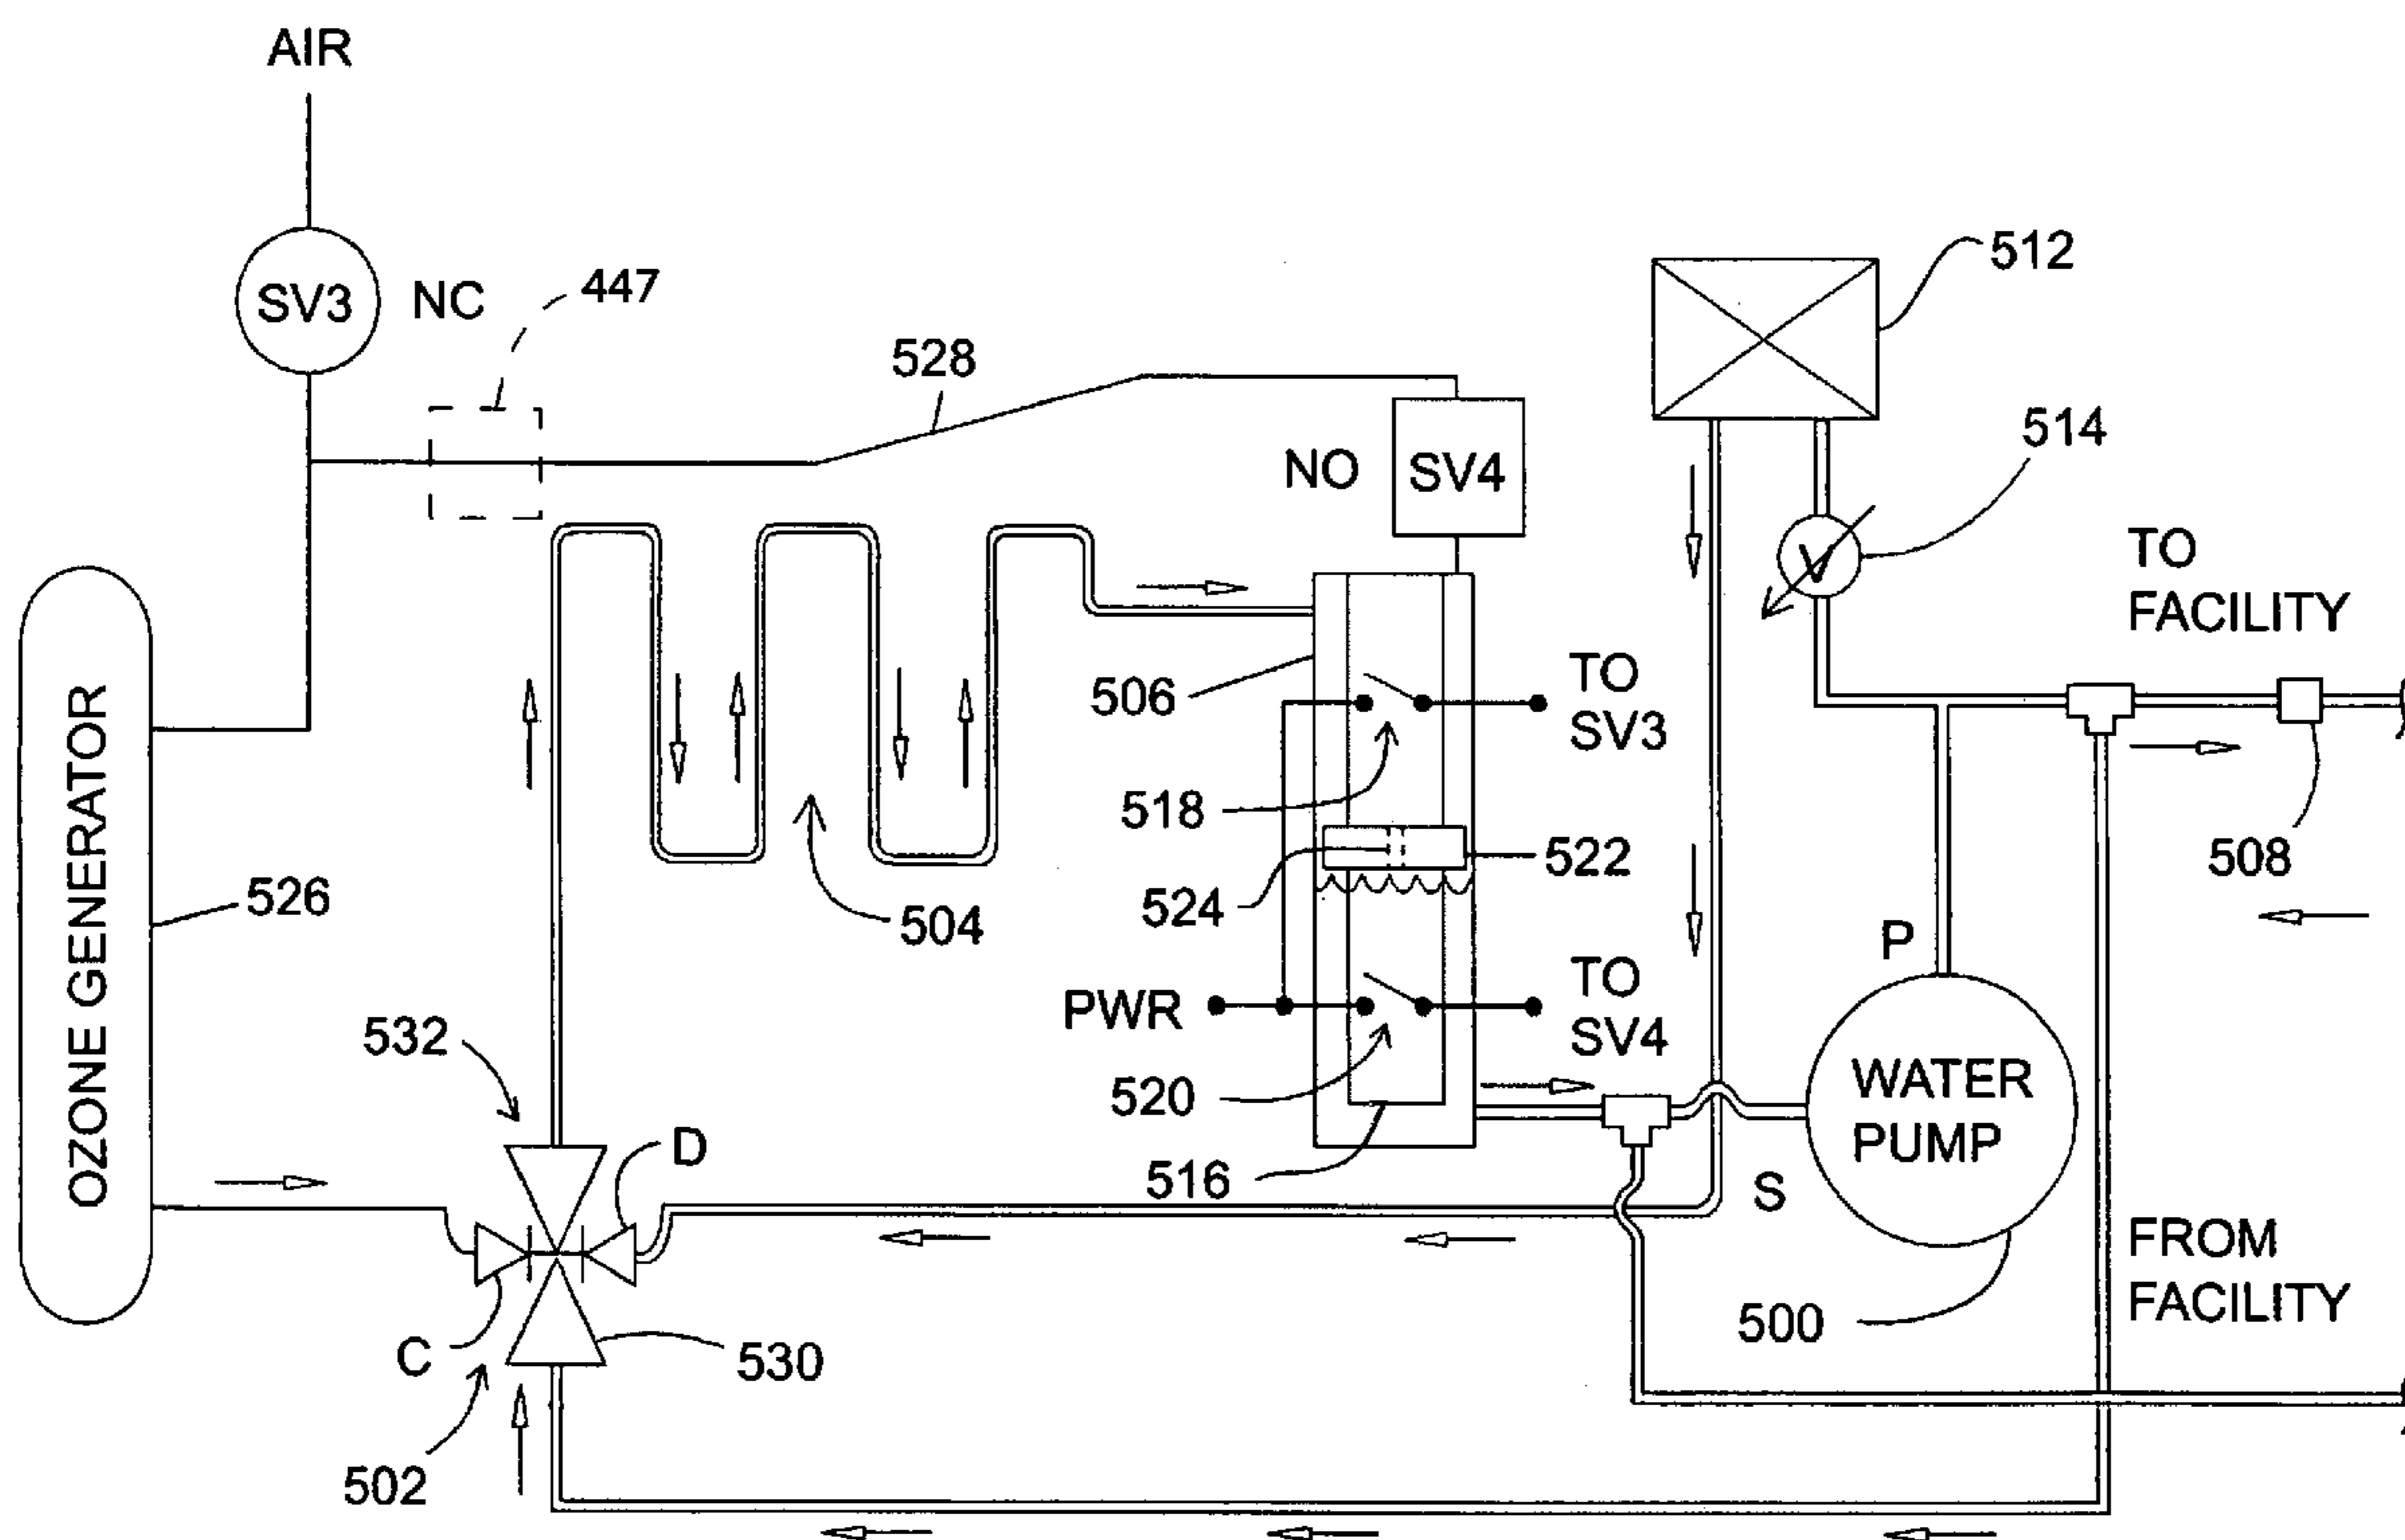 AIR
SV3
NC
447
528
512
514
NO
SV4
TO
FACILITY
506
TO
SV3
518
524
522
508
OZONE GENERATOR
526
504
P
532
PWR
TO
SV4
520
WATER
PUMP
D
516
S
FROM
FACILITY
C
530
500
502
V